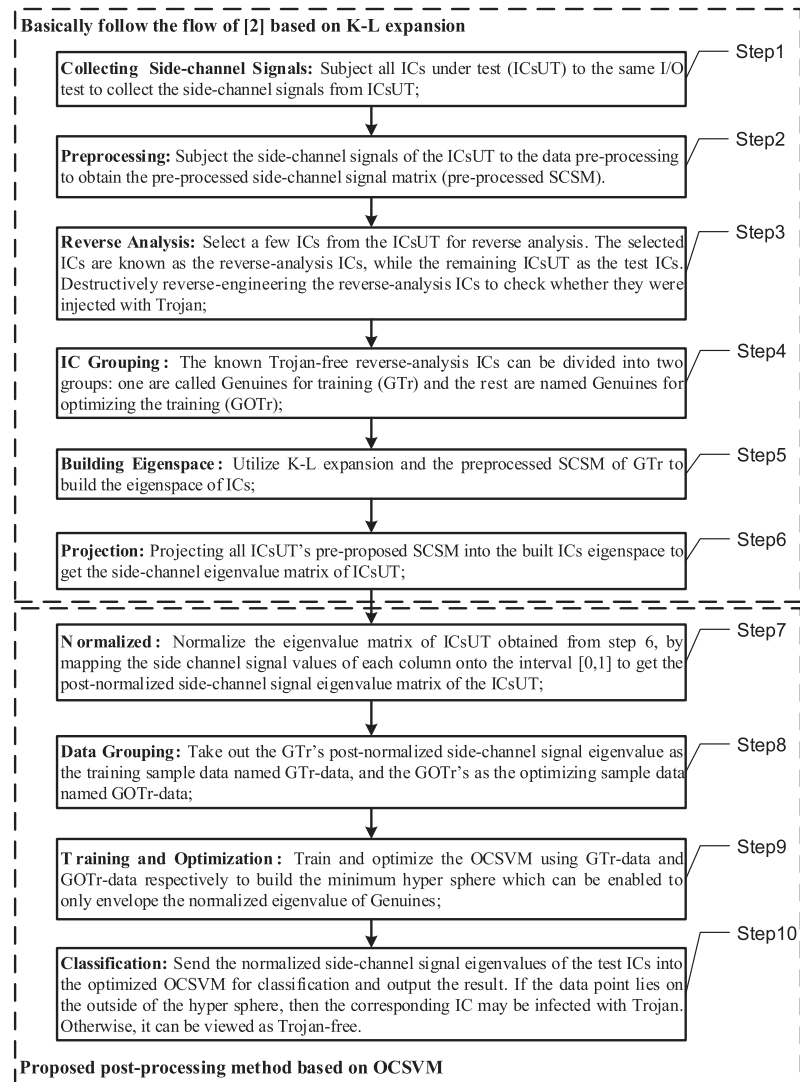 Basically follow the flow of [2] based on K-L expansion
Step1
Collecting Side-channel Signals: Subject all ICs under test (ICsUT) to the same I/O
test to collect the side-channel signals from ICsUT;
Step2
Preprocessing: Subject the side-channel signals of the ICsUT to the data pre-processing
to obtain the pre-processed side-channel signal matrix (pre-processed SCSM).
Step3
Reverse Analysis: Select a few ICs from the ICsUT for reverse analysis. The selected
ICs are known as the reverse-analysis ICs, while the remaining ICsUT as the test ICs.
Destructively reverse-engineering the reverse-analysis ICs to check whether they were
injected with Trojan;
Step4
IC Grouping: The known Trojan-free reverse-analysis ICs can be divided into two
groups: one are called Genuines for training (GTr) and the rest are named Genuines for
optimizing the training (GOTr);
Step5
Building Eigenspace: Utilize K-L expansion and the preprocessed SCSM of GTr to
build the eigenspace of ICs;
Step6
Projection: Projecting all ICsUT's pre-proposed SCSM into the built ICs eigenspace to
get the side-channel eigenvalue matrix of ICsUT;
Step7
Normalized: Normalize the eigenvalue matrix of ICsUT obtained from step 6, by
mapping the side channel signal values of each column onto the interval [0,1] to get the
post-normalized side-channel signal eigenvalue matrix of the ICsUT;
Step8
Data Grouping: Take out the GTr's post-normalized side-channel signal eigenvalue as
the training sample data named GTr-data, and the GOTr's as the optimizing sample data
named GOTr-data;
Step9
Training and Optimization: Train and optimize the OCSVM using GTr-data and
GOTr-data respectively to build the minimum hyper sphere which can be enabled to
only envelope the normalized eigenvalue of Genuines;
Step10
Classification: Send the normalized side-channel signal eigenvalues of the test ICs into
the optimized OCSVM for classification and output the result. If the data point lies on
the outside of the hyper sphere, then the corresponding IC may be infected with Trojan.
Otherwise, it can be viewed as Trojan-free.
Proposed post-processing method based on OCSVM